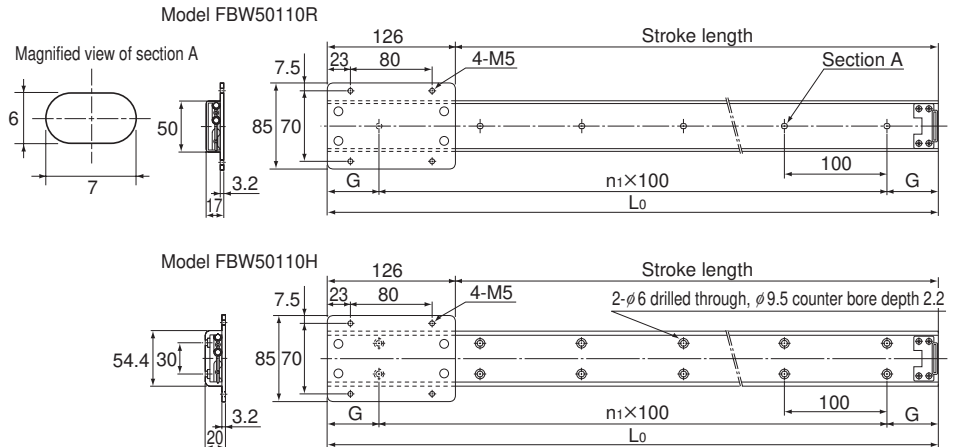 Model FBW50110R
Magnified view of section A
6
7
50
3.2
17
126
Stroke length
23
80
4-M5
Section A
7.5
85
70
G
n1×100
100
G
L0
Model FBW50110H
126
Stroke length
23
80
4-M5
2-φ6 drilled through, φ9.5 counter bore depth 2.2
7.5
54.4
30
85
70
3.2
20
G
n1×100
100
G
L0